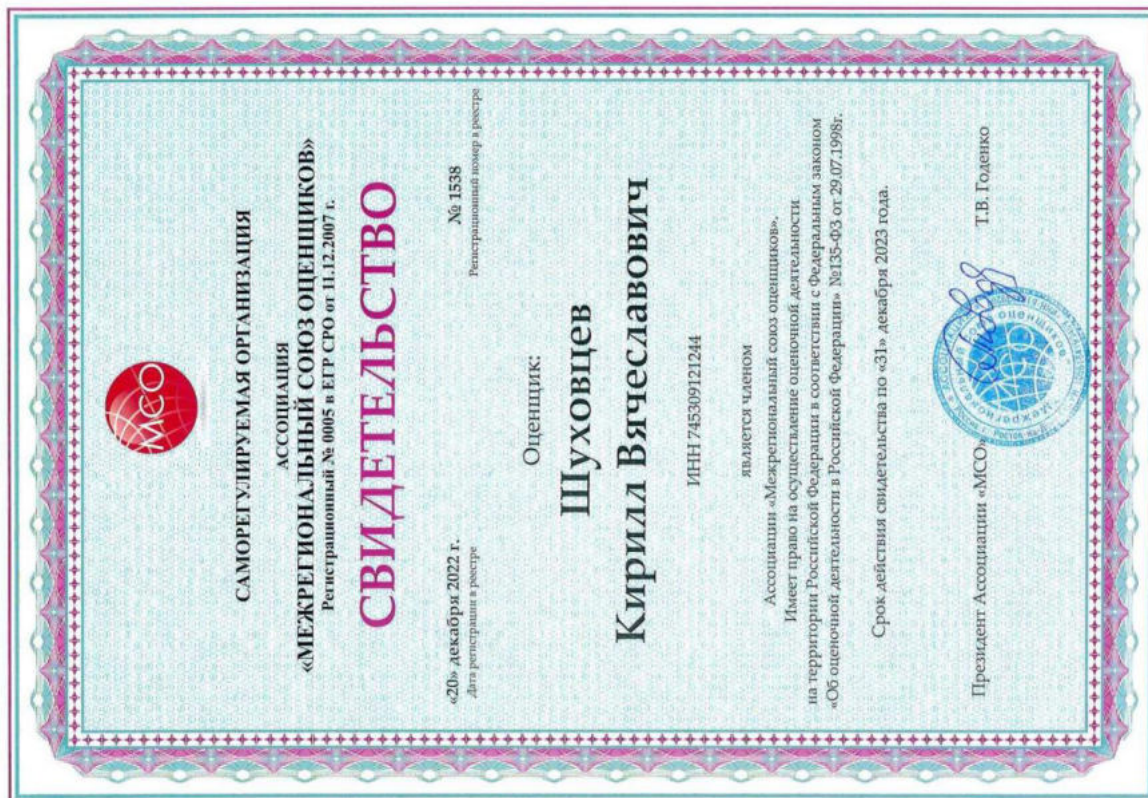 МСО
САМОРЕГУЛИРУЕМАЯ ОРГАНИЗАЦИЯ
АССОЦИАЦИЯ
«МЕЖРЕГИОНАЛЬНЫЙ СОЮЗ ОЦЕНЩИКОВ»
Регистрационный № 0005 в ЕГР СРО от 11.12.2007 г.
СВИДЕТЕЛЬСТВО
«20» декабря 2022 г. № 1538
Дата регистрации в реестре Регистрационный номер в реестре
Оценщик:
Шуховцев
Кирилл Вячеславович
ИНН 745309121244
является членом
Ассоциации «Межрегиональный союз оценщиков».
Имеет право на осуществление оценочной деятельности
на территории Российской Федерации в соответствии с Федеральным законом
«Об оценочной деятельности в Российской Федерации» №135-ФЗ от 29.07.1998г.
Срок действия свидетельства по «31» декабря 2023 года.
Президент Ассоциации «МСО» Т.В. Годенко
Межрегиональный союз оценщиков